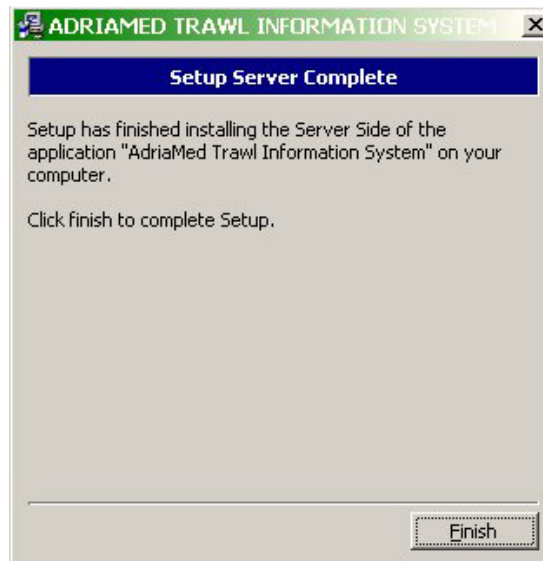 ADRIAMED TRAWL INFORMATION SYSTEM
Setup Server Complete
Setup has finished installing the Server Side of the
application "AdriaMed Trawl Information System" on your
computer.
Click finish to complete Setup.
Finish